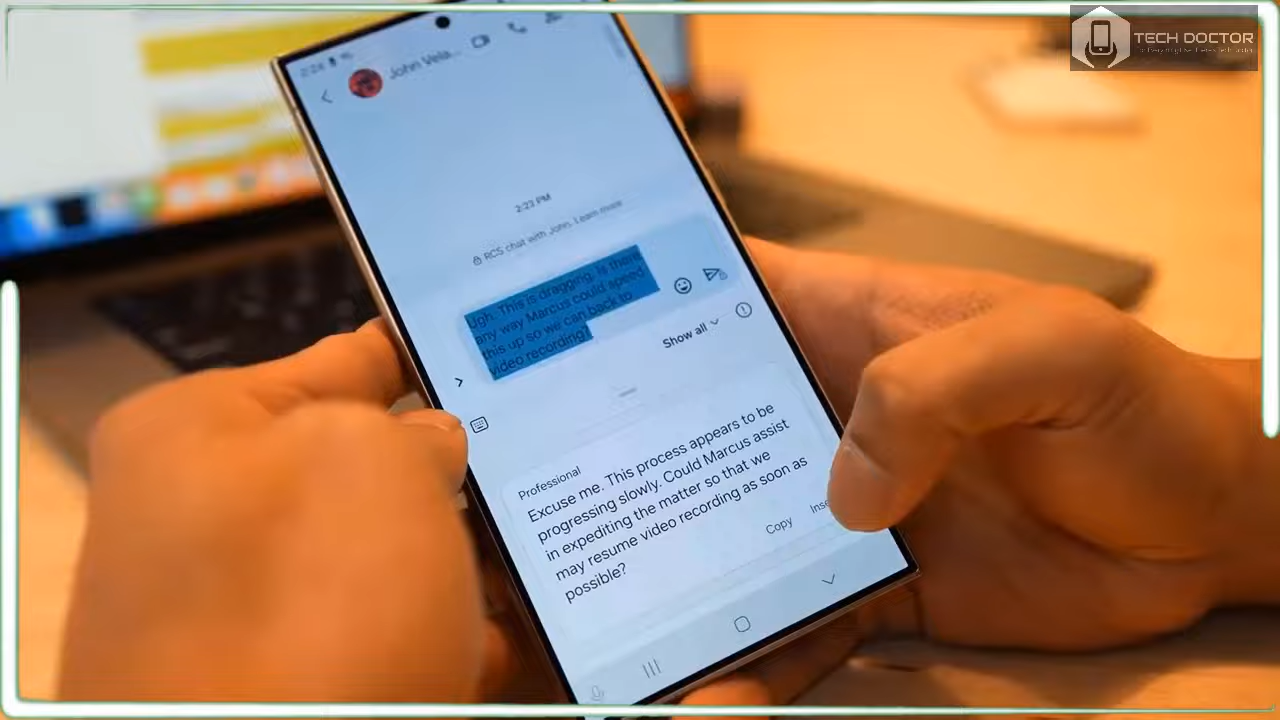 TECH DOCTOR
2:24
John Vela...
2:23 PM
RCS chat with John. Learn more
Ugh. This is dragging. Is there
any way Marcus could speed
this up so we can back to
video recording?
Show all
Professional
Excuse me. This process appears to be
progressing slowly. Could Marcus assist
in expediting the matter so that we
may resume video recording as soon as
possible?
Copy